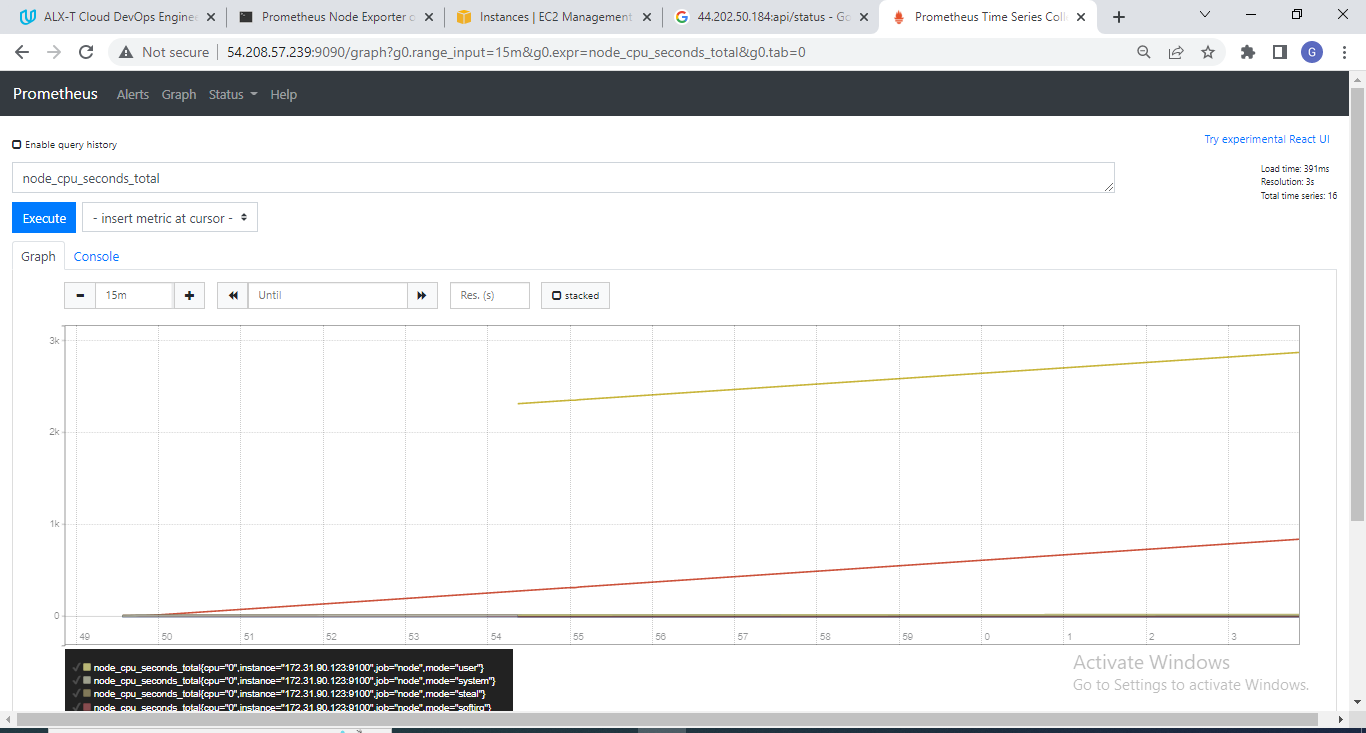 ALX-T Cloud DevOps Engine
Prometheus Node Exporter o
Instances | EC2 Management
44.202.50.184:api/status - Go
Prometheus Time Series Coll
Not secure
54.208.57.239:9090/graph?g0.range_input=15m&g0.expr=node_cpu_seconds_total&g0.tab=0
G
Prometheus
Alerts
Graph
Status
Help
Enable query history
Try experimental React UI
node_cpu_seconds_total
Load time: 391ms
Resolution: 3s
Total time series: 16
Execute
- insert metric at cursor -
Graph
Console
15m
Until
Res. (s)
stacked
3k
2k
1k
0
49 50 51 52 53 54 55 56 57 58 59 0 1 2 3
node_cpu_seconds_total{cpu="0",instance="172.31.90.123:9100",job="node",mode="user"}
node_cpu_seconds_total{cpu="0",instance="172.31.90.123:9100",job="node",mode="system"}
node_cpu_seconds_total{cpu="0",instance="172.31.90.123:9100",job="node",mode="steal"}
node_cpu_seconds_total{cpu="0",instance="172.31.90.123:9100",job="node",mode="softirq"}
Activate Windows
Go to Settings to activate Windows.